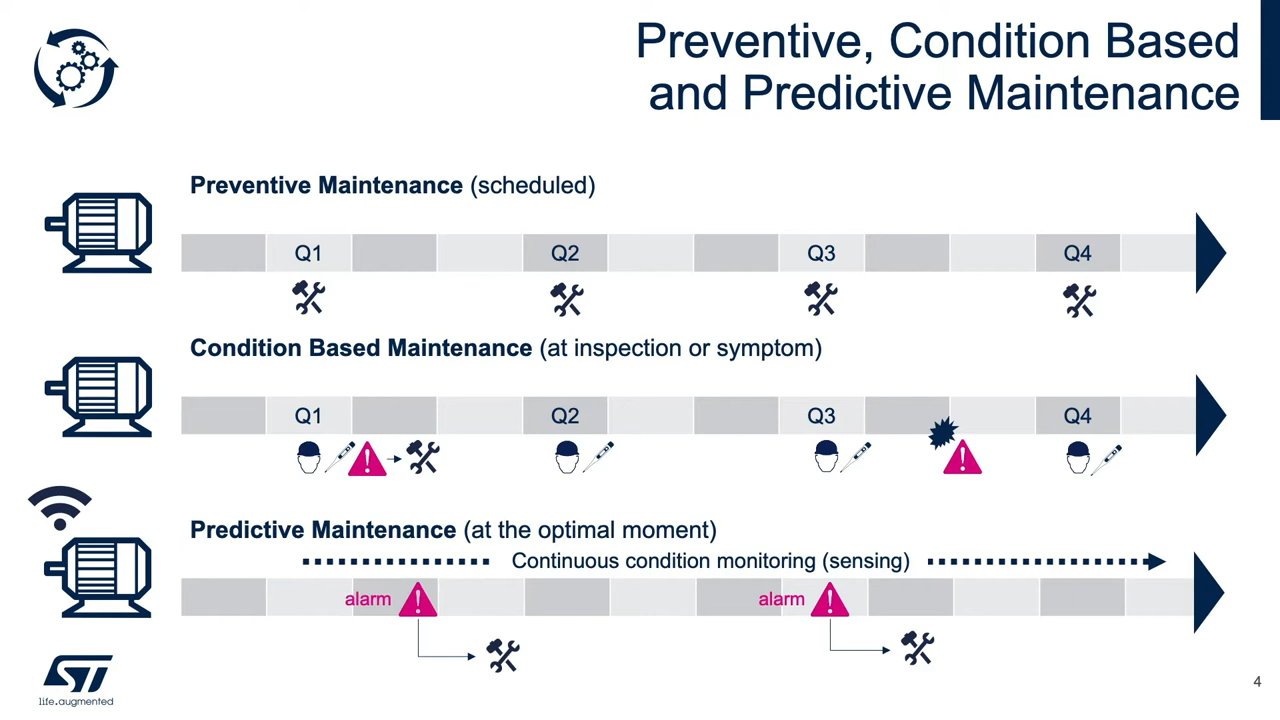 Preventive, Condition Based
and Predictive Maintenance
Preventive Maintenance (scheduled)
Q1 Q2 Q3 Q4
Condition Based Maintenance (at inspection or symptom)
Q1 Q2 Q3 Q4
Predictive Maintenance (at the optimal moment)
Continuous condition monitoring (sensing)
alarm ! alarm !
ST
life.augmented
4